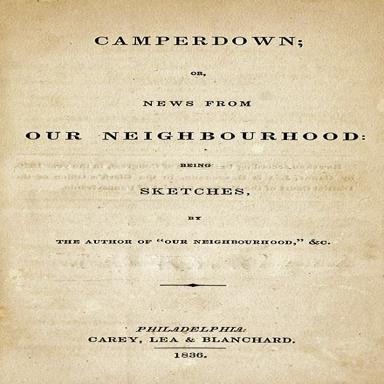 CAMPERDOWN;
OR,
NEWS FROM
OUR NEIGHBOURHOOD:
BEING
SKETCHES,
BY
THE AUTHOR OF "OUR NEIGHBOURHOOD," &C.
PHILADELPHIA:
CAREY, LEA & BLANCHARD.
1836.